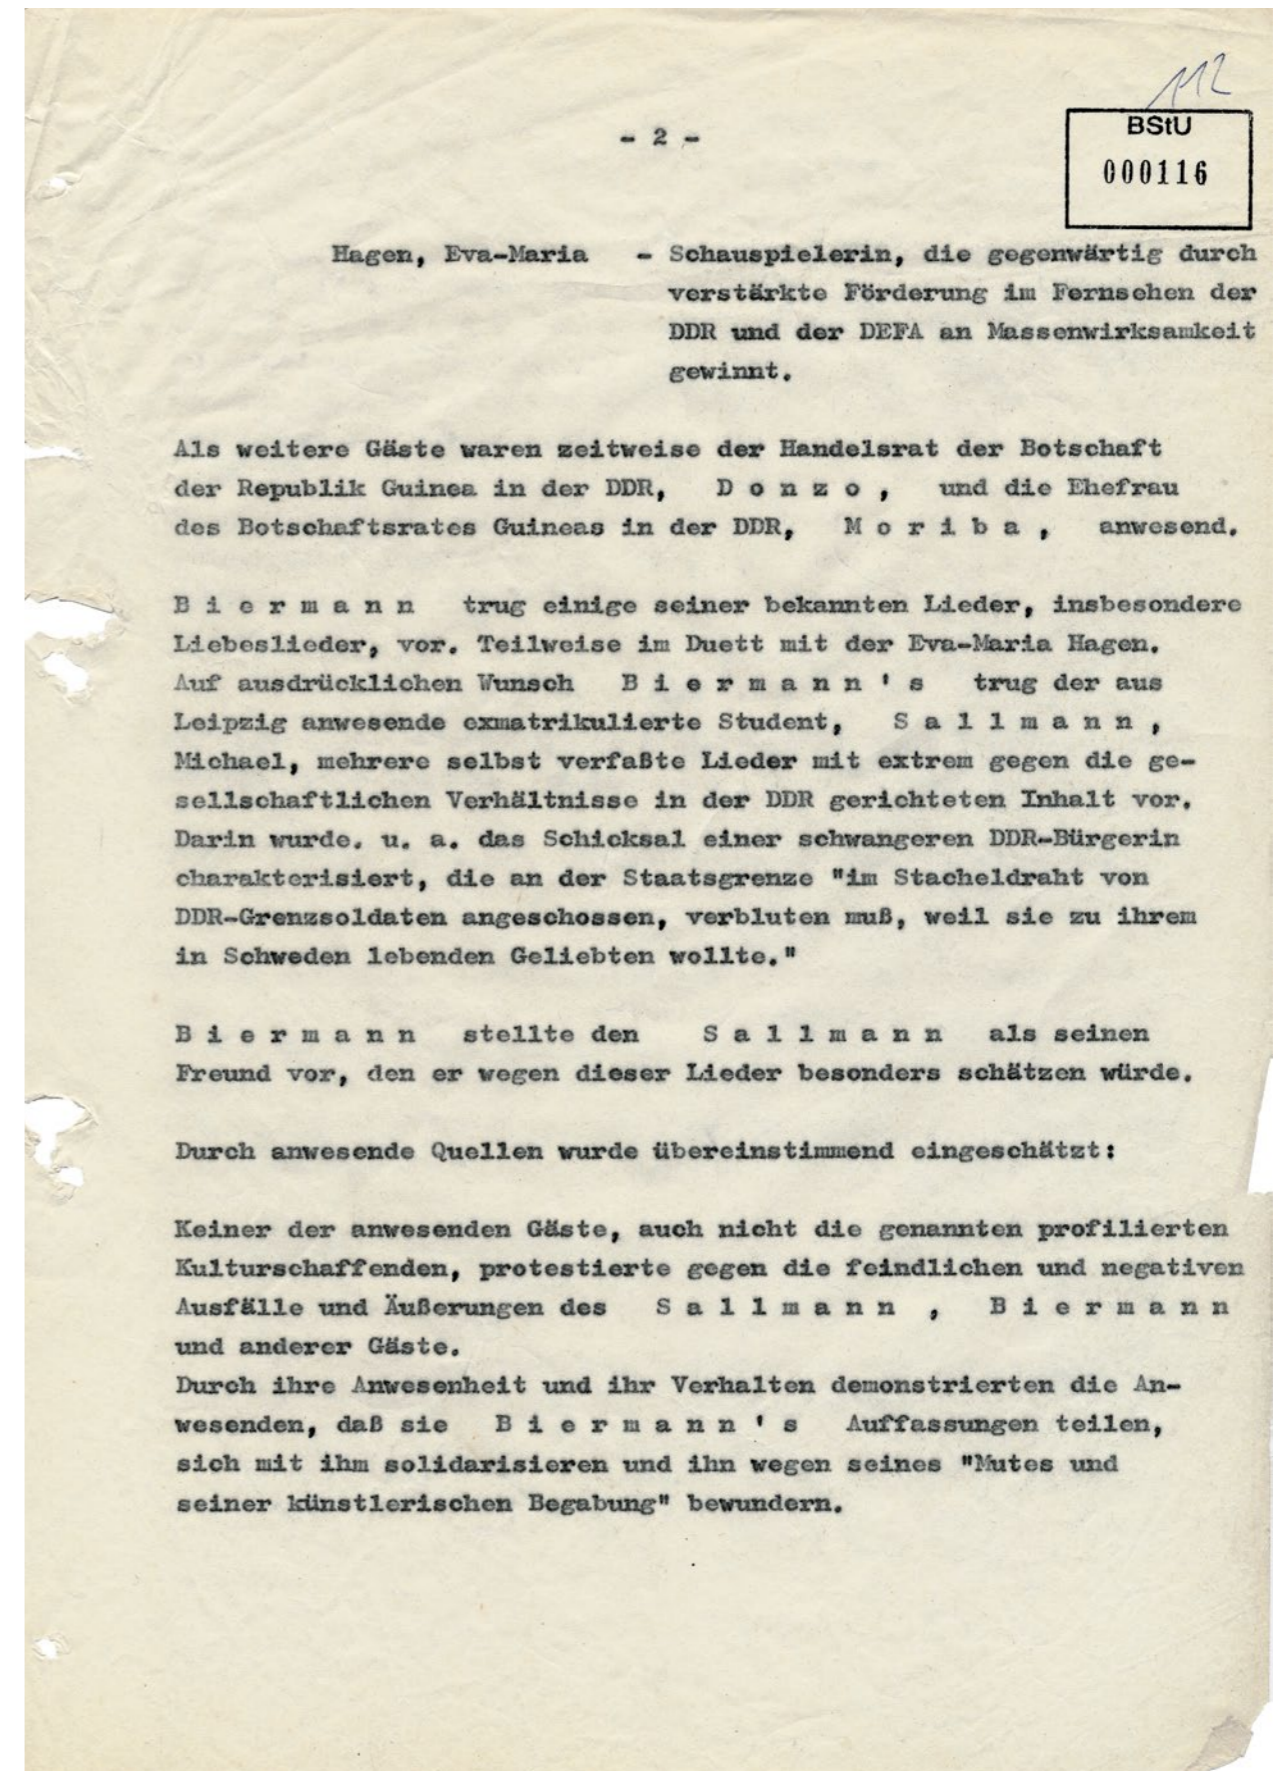 112
BStU
000116
- 2 -
Hagen, Eva-Maria - Schauspielerin, die gegenwärtig durch
verstärkte Förderung im Fernsehen der
DDR und der DEFA an Massenwirksamkeit
gewinnt.
Als weitere Gäste waren zeitweise der Handelsrat der Botschaft
der Republik Guinea in der DDR, D o n z o , und die Ehefrau
des Botschaftsrates Guineas in der DDR, M o r i b a , anwesend.
B i e r m a n n trug einige seiner bekannten Lieder, insbesondere
Liebeslieder, vor. Teilweise im Duett mit der Eva-Maria Hagen.
Auf ausdrücklichen Wunsch B i e r m a n n ' s trug der aus
Leipzig anwesende exmatrikulierte Student, S a l l m a n n ,
Michael, mehrere selbst verfaßte Lieder mit extrem gegen die ge-
sellschaftlichen Verhältnisse in der DDR gerichteten Inhalt vor.
Darin wurde. u. a. das Schicksal einer schwangeren DDR-Bürgerin
charakterisiert, die an der Staatsgrenze "im Stacheldraht von
DDR-Grenzsoldaten angeschossen, verbluten muß, weil sie zu ihrem
in Schweden lebenden Geliebten wollte."
B i e r m a n n stellte den S a l l m a n n als seinen
Freund vor, den er wegen dieser Lieder besonders schätzen würde.
Durch anwesende Quellen wurde übereinstimmend eingeschätzt:
Keiner der anwesenden Gäste, auch nicht die genannten profilierten
Kulturschaffenden, protestierte gegen die feindlichen und negativen
Ausfälle und Äußerungen des S a l l m a n n , B i e r m a n n
und anderer Gäste.
Durch ihre Anwesenheit und ihr Verhalten demonstrierten die An-
wesenden, daß sie B i e r m a n n ' s Auffassungen teilen,
sich mit ihm solidarisieren und ihn wegen seines "Mutes und
seiner künstlerischen Begabung" bewundern.